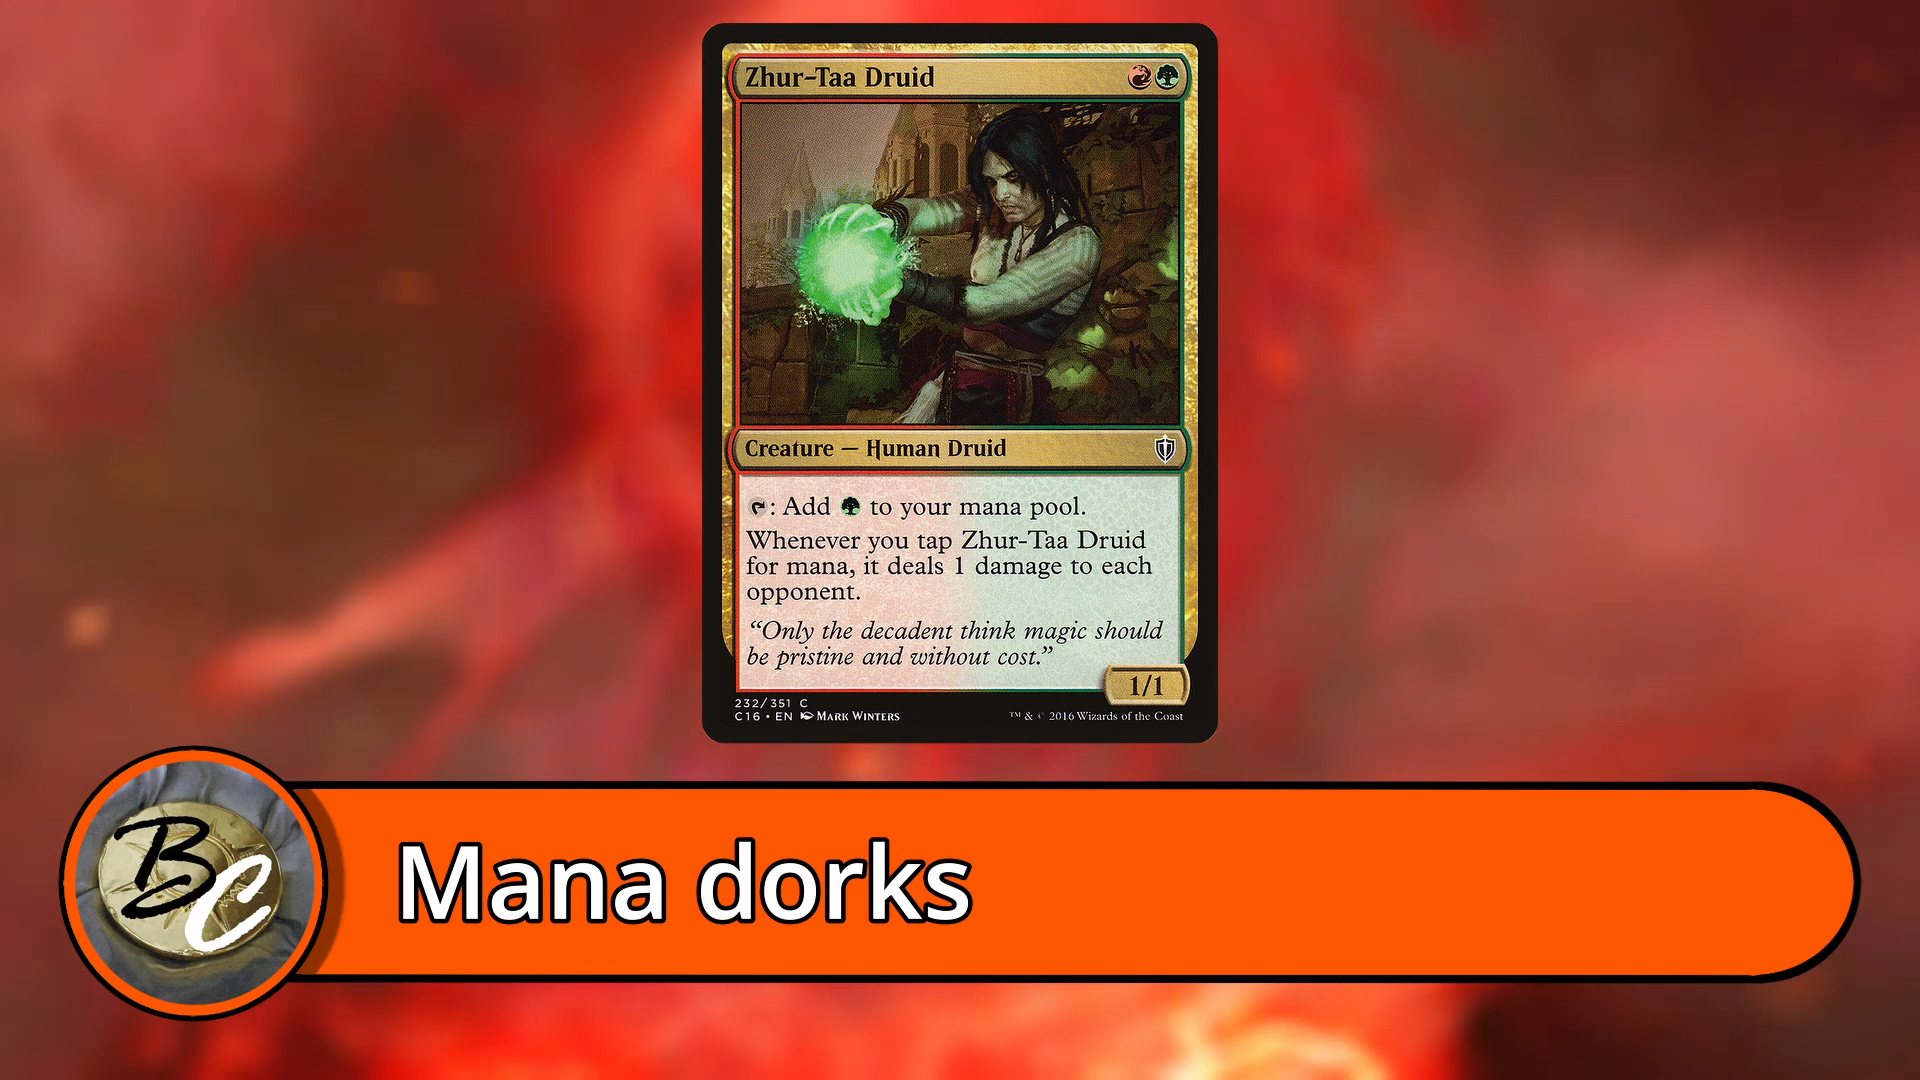 Zhur-Taa Druid
Creature — Human Druid
: Add to your mana pool.
Whenever you tap Zhur-Taa Druid
for mana, it deals 1 damage to each
opponent.
“Only the decadent think magic should
be pristine and without cost.”
1/1
232/351 C
C16 • EN Mark Winters
™ & © 2016 Wizards of the Coast
BC
Mana dorks